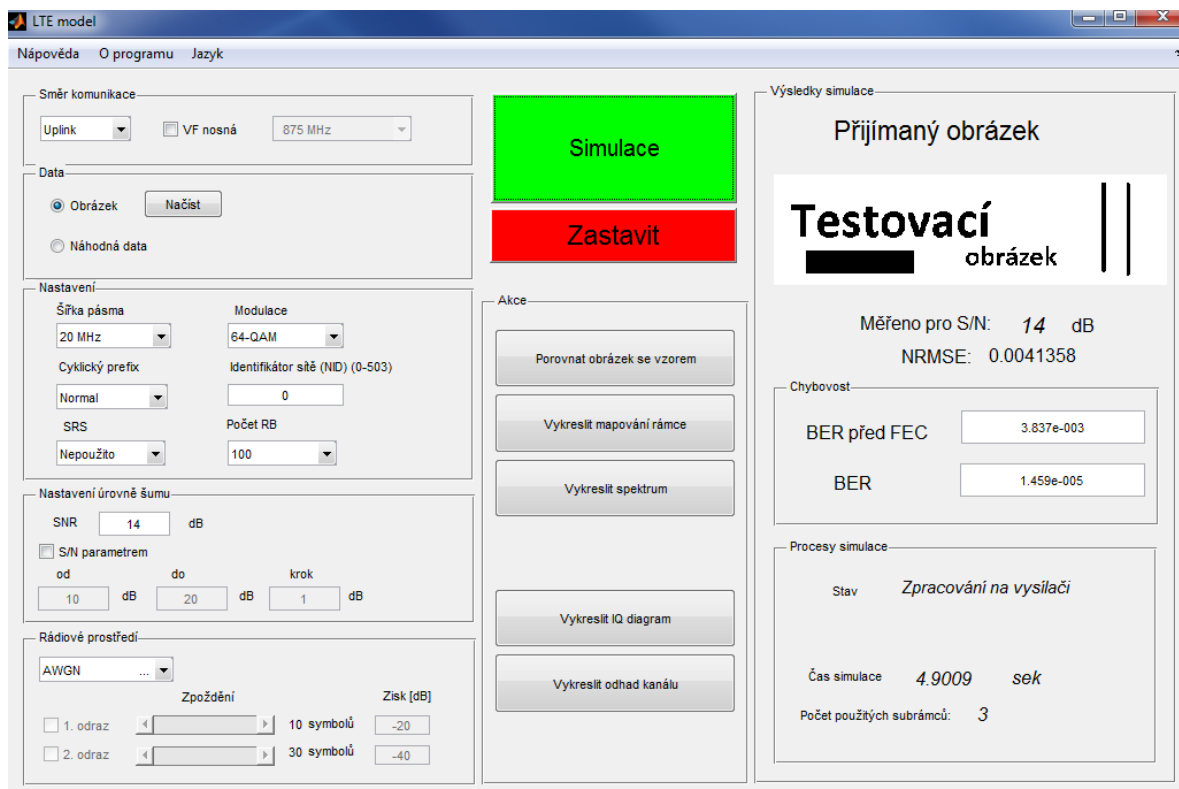 LTE model
Nápověda O programu Jazyk
Směr komunikace
Uplink VF nosná 875 MHz
Data
Obrázek Načíst
Náhodná data
Nastavení
Šířka pásma Modulace
20 MHz 64-QAM
Cyklický prefix Identifikátor sítě (NID) (0-503)
Normal 0
SRS Počet RB
Nepoužito 100
Nastavení úrovně šumu
SNR 14 dB
S/N parametrem
od do krok
10 dB 20 dB 1 dB
Rádiové prostředí
AWGN ...
Zpoždění Zisk [dB]
1. odraz 10 symbolů -20
2. odraz 30 symbolů -40
Simulace
Zastavit
Akce
Porovnat obrázek se vzorem
Vykreslit mapování rámce
Vykreslit spektrum
Vykreslit IQ diagram
Vykreslit odhad kanálu
Výsledky simulace
Přijímaný obrázek
Testovací
obrázek
Měřeno pro S/N: 14 dB
NRMSE: 0.0041358
Chybovost
BER před FEC 3.837e-003
BER 1.459e-005
Procesy simulace
Stav Zpracování na vysílači
Čas simulace 4.9009 sek
Počet použitých subrámců: 3